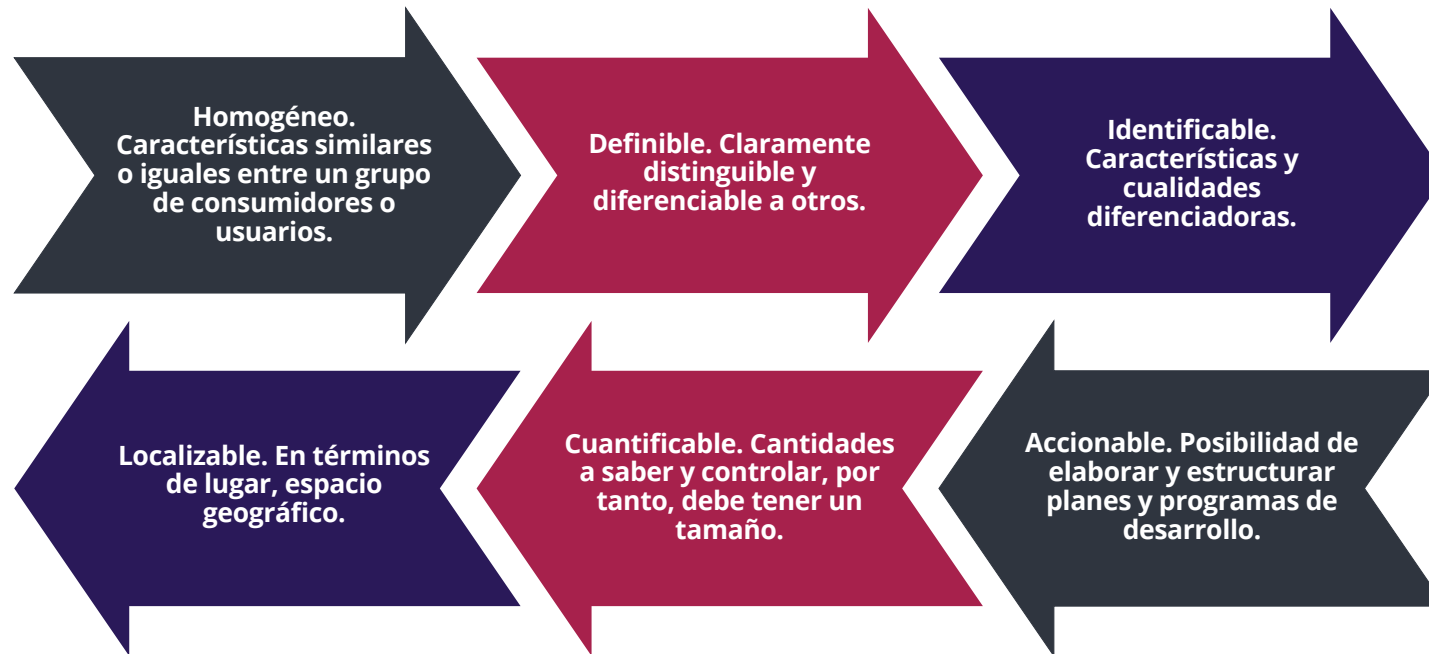 Homogéneo.
Características similares
o iguales entre un grupo
de consumidores o
usuarios.
Definible. Claramente
distinguible y
diferenciable a otros.
Identificable.
Características y
cualidades
diferenciadoras.
Localizable. En términos
de lugar, espacio
geográfico.
Cuantificable. Cantidades
a saber y controlar, por
tanto, debe tener un
tamaño.
Accionable. Posibilidad de
elaborar y estructurar
planes y programas de
desarrollo.